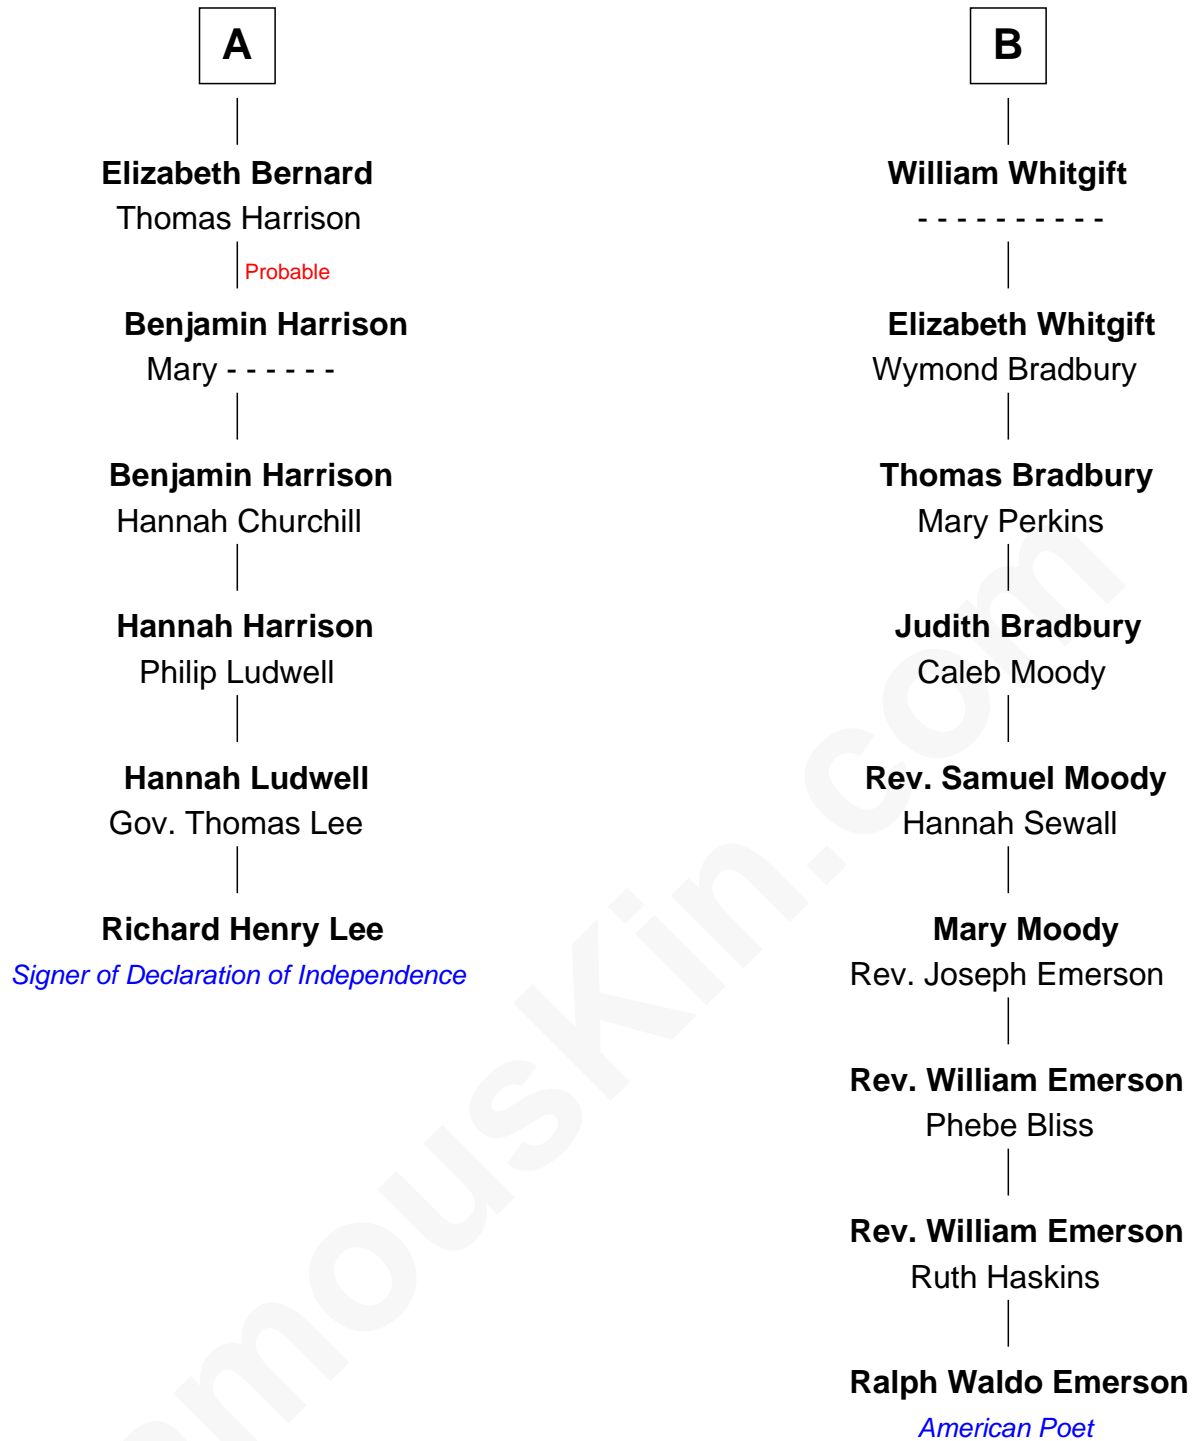 A
Elizabeth Bernard
Thomas Harrison
Probable
Benjamin Harrison
Mary - - - - - -
Benjamin Harrison
Hannah Churchill
Hannah Harrison
Philip Ludwell
Hannah Ludwell
Gov. Thomas Lee
Richard Henry Lee
Signer of Declaration of Independence
B
William Whitgift
- - - - - - - - - -
Elizabeth Whitgift
Wymond Bradbury
Thomas Bradbury
Mary Perkins
Judith Bradbury
Caleb Moody
Rev. Samuel Moody
Hannah Sewall
Mary Moody
Rev. Joseph Emerson
Rev. William Emerson
Phebe Bliss
Rev. William Emerson
Ruth Haskins
Ralph Waldo Emerson
American Poet
amouskin.com